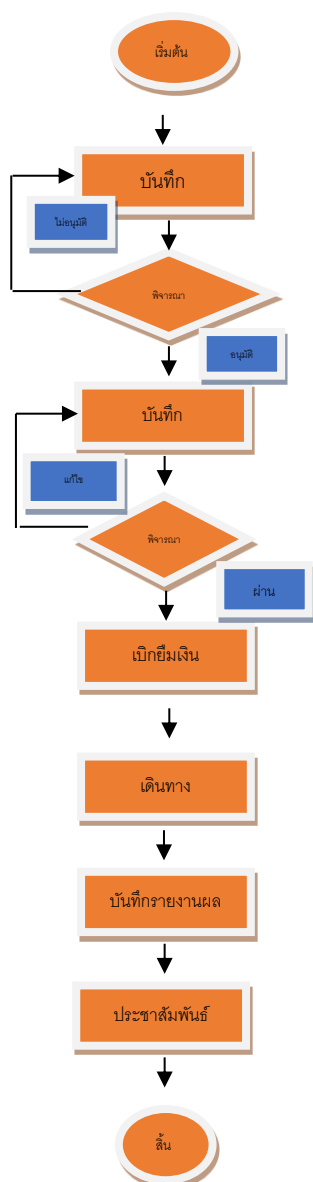 เริ่มต้น
บันทึก
ไม่อนุมัติ
พิจารณา
อนุมัติ
บันทึก
แก้ไข
พิจารณา
ผ่าน
เบิกยืมเงิน
เดินทาง
บันทึกรายงานผล
ประชาสัมพันธ์
สิ้น